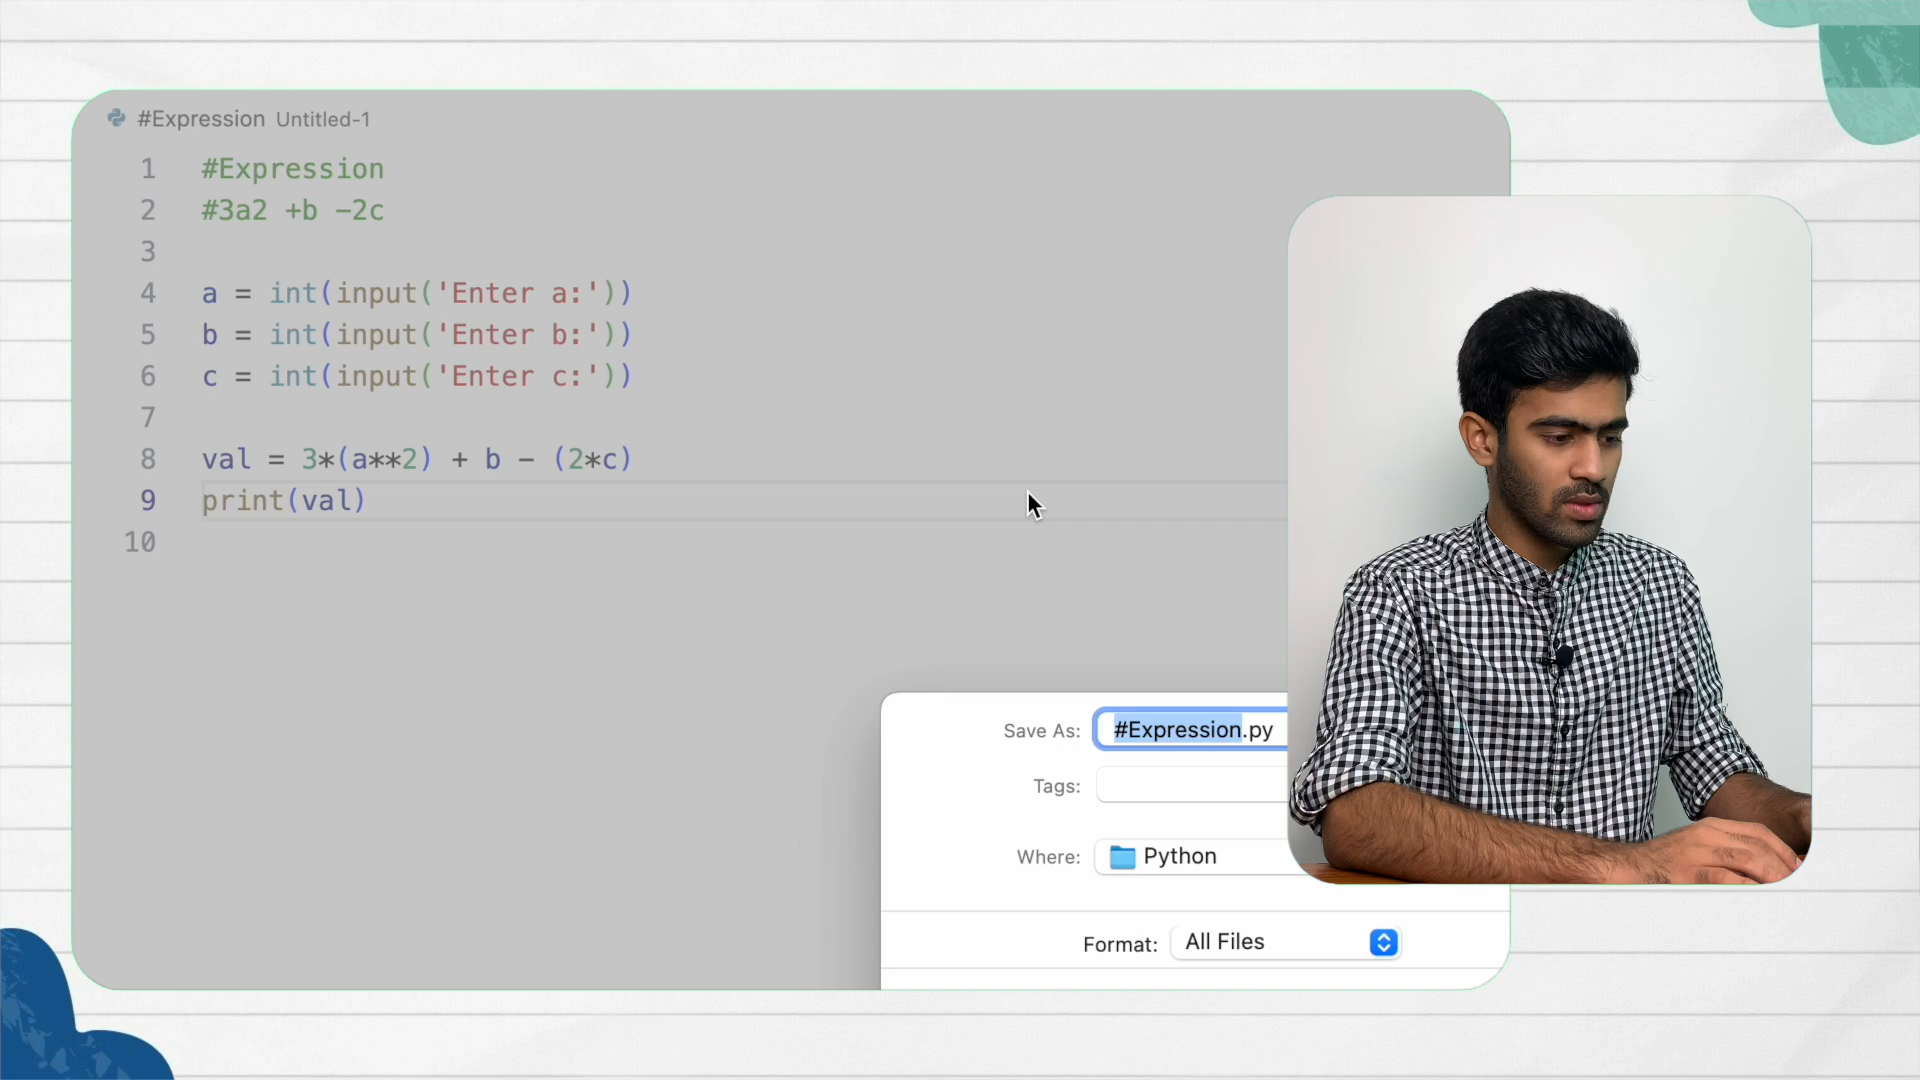 #Expression Untitled-1
1 #Expression
2 #3a2 +b -2c
3
4 a = int(input('Enter a:'))
5 b = int(input('Enter b:'))
6 c = int(input('Enter c:'))
7
8 val = 3*(a**2) + b - (2*c)
9 print(val)
10
Save As: #Expression.py
Tags:
Where: Python
Format: All Files